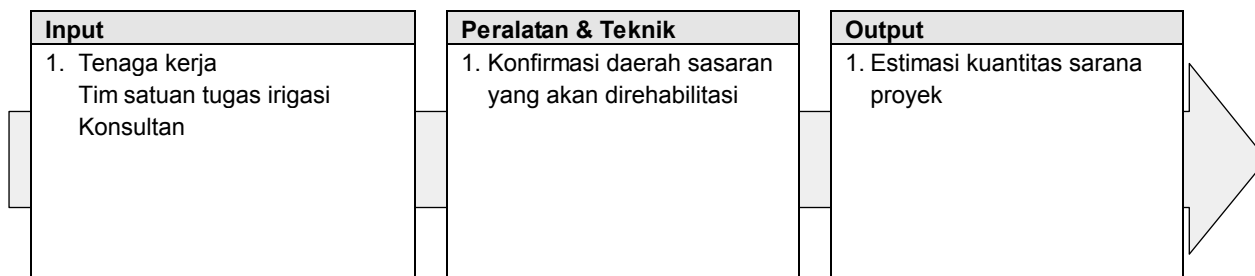 Input
1. Tenaga kerja
Tim satuan tugas irigasi
Konsultan
Peralatan & Teknik
1. Konfirmasi daerah sasaran
yang akan direhabilitasi
Output
1. Estimasi kuantitas sarana
proyek